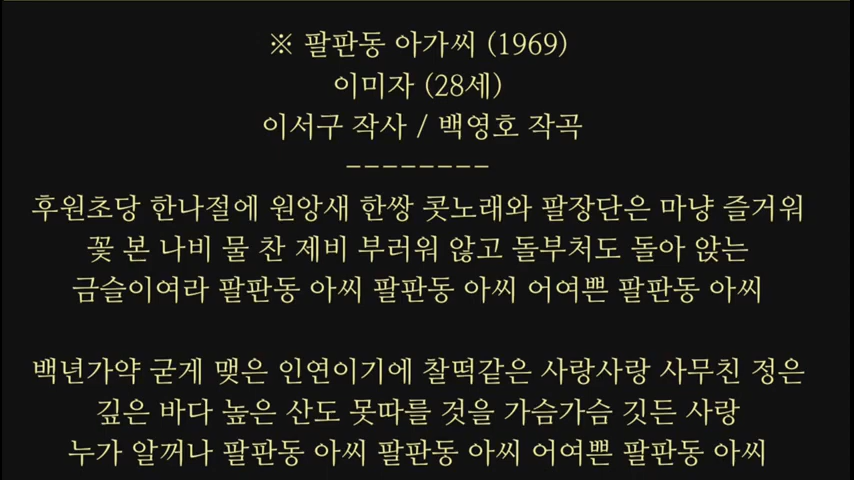 ※ 팔판동 아가씨 (1969)
이미자 (28세)
이서구 작사 / 백영호 작곡
--------
후원초당 한나절에 원앙새 한쌍 콧노래와 팔장단은 마냥 즐거워
꽃 본 나비 물 찬 제비 부러워 않고 돌부처도 돌아 앉는
금슬이여라 팔판동 아씨 팔판동 아씨 어여쁜 팔판동 아씨
백년가약 굳게 맺은 인연이기에 찰떡같은 사랑사랑 사무친 정은
깊은 바다 높은 산도 못따를 것을 가슴가슴 깃든 사랑
누가 알꺼나 팔판동 아씨 팔판동 아씨 어여쁜 팔판동 아씨